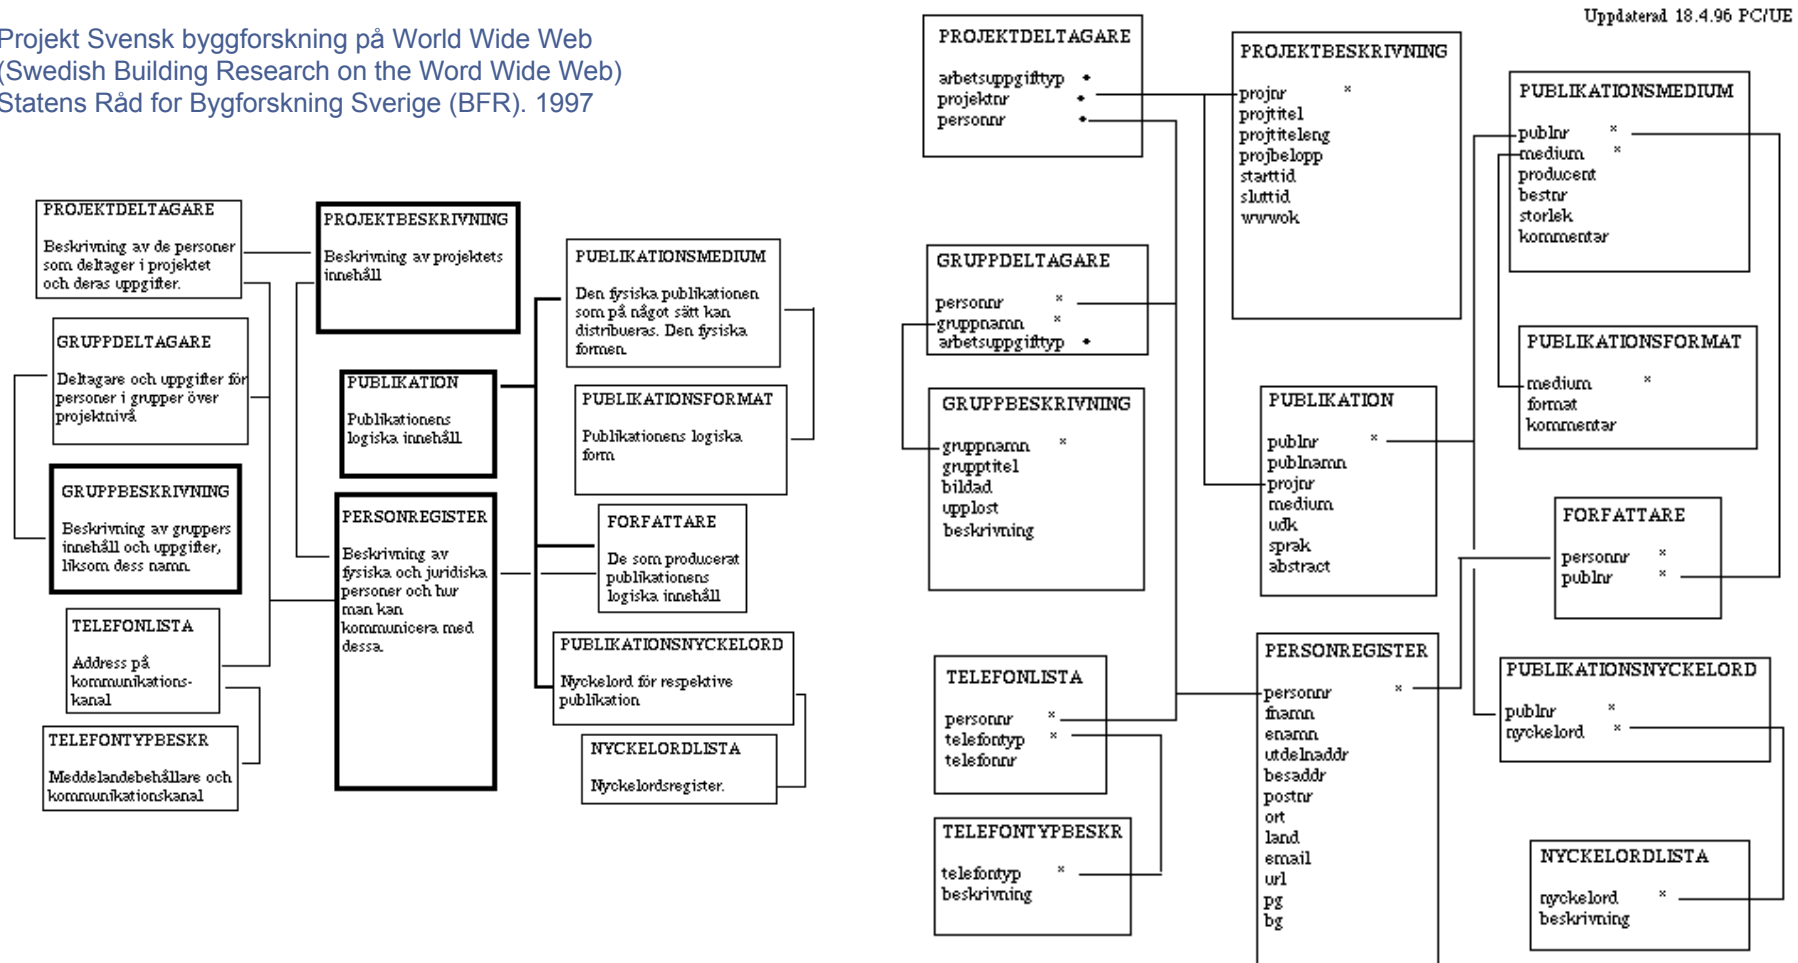 Projekt Svensk byggforskning på World Wide Web
(Swedish Building Research on the Word Wide Web)
Statens Råd for Bygforskning Sverige (BFR). 1997
PROJEKTDELTAGARE
Beskrivning av de personer
som deltager i projektet
och deras uppgifter.
GRUPPDELTAGARE
Deltagare och uppgifter för
personer i grupper över
projektnivå
GRUPPBESKRIVNING
Beskrivning av gruppers
innehåll och uppgifter,
liksom dess namn.
TELEFONLISTA
Address på
kommunikations-
kanal
TELEFONTYPBESKR
Meddelandebehållare och
kommunikationskanal
PROJEKTBESKRIVNING
Beskrivning av projektets
innehåll
PUBLIKATION
Publikationens
logiska innehåll
PERSONREGISTER
Beskrivning av
fysiska och juridiska
personer och hur
man kan
kommunicera med
dessa.
PUBLIKATIONSMEDIUM
Den fysiska publikationen
som på något sätt kan
distribueras. Den fysiska
formen.
PUBLIKATIONSFORMAT
Publikationens logiska
form
FORFATTARE
De som producerat
publikationens
logiska innehåll
PUBLIKATIONSNYCKELORD
Nyckelord för respektive
publikation
NYCKELORDLISTA
Nyckelordsregister.
Uppdaterad 18.4.96 PC/UE
PROJEKTDELTAGARE
arbetsuppgifttyp •
projektnr •
personnr •
GRUPPDELTAGARE
personnr ×
gruppnamn ×
arbetsuppgifttyp •
GRUPPBESKRIVNING
gruppnamn ×
grupptitel
bildad
upplost
beskrivning
TELEFONLISTA
personnr ×
telefontyp ×
telefonnr
TELEFONTYPBESKR
telefontyp ×
beskrivning
PROJEKTBESKRIVNING
projnr ×
projtitel
projtiteleng
projbelopp
starttid
sluttid
wwwok
PUBLIKATION
publnr ×
publnamn
projnr
medium
udk
sprak
abstract
PERSONREGISTER
personnr ×
fnamn
enamn
utdelnaddr
besaddr
postnr
ort
land
email
url
pg
bg
PUBLIKATIONSMEDIUM
publnr ×
medium ×
producent
bestnr
storlek
kommentar
PUBLIKATIONSFORMAT
medium ×
format
kommentar
FORFATTARE
personnr ×
publnr ×
PUBLIKATIONSNYCKELORD
publnr ×
nyckelord ×
NYCKELORDLISTA
nyckelord ×
beskrivning